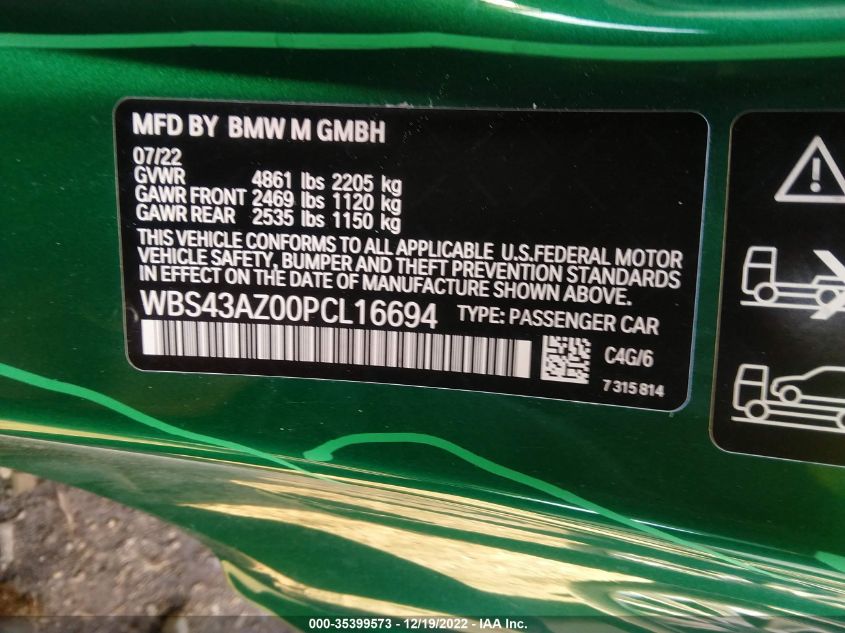 MFD BY BMW M GMBH
07/22
GVWR 4861 lbs 2205 kg
GAWR FRONT 2469 lbs 1120 kg
GAWR REAR 2535 lbs 1150 kg
THIS VEHICLE CONFORMS TO ALL APPLICABLE U.S.FEDERAL MOTOR
VEHICLE SAFETY, BUMPER AND THEFT PREVENTION STANDARDS
IN EFFECT ON THE DATE OF MANUFACTURE SHOWN ABOVE.
WBS43AZ00PCL16694 TYPE: PASSENGER CAR
C4G/6
7 315 814
000-35399573 - 12/19/2022 - IAA Inc.